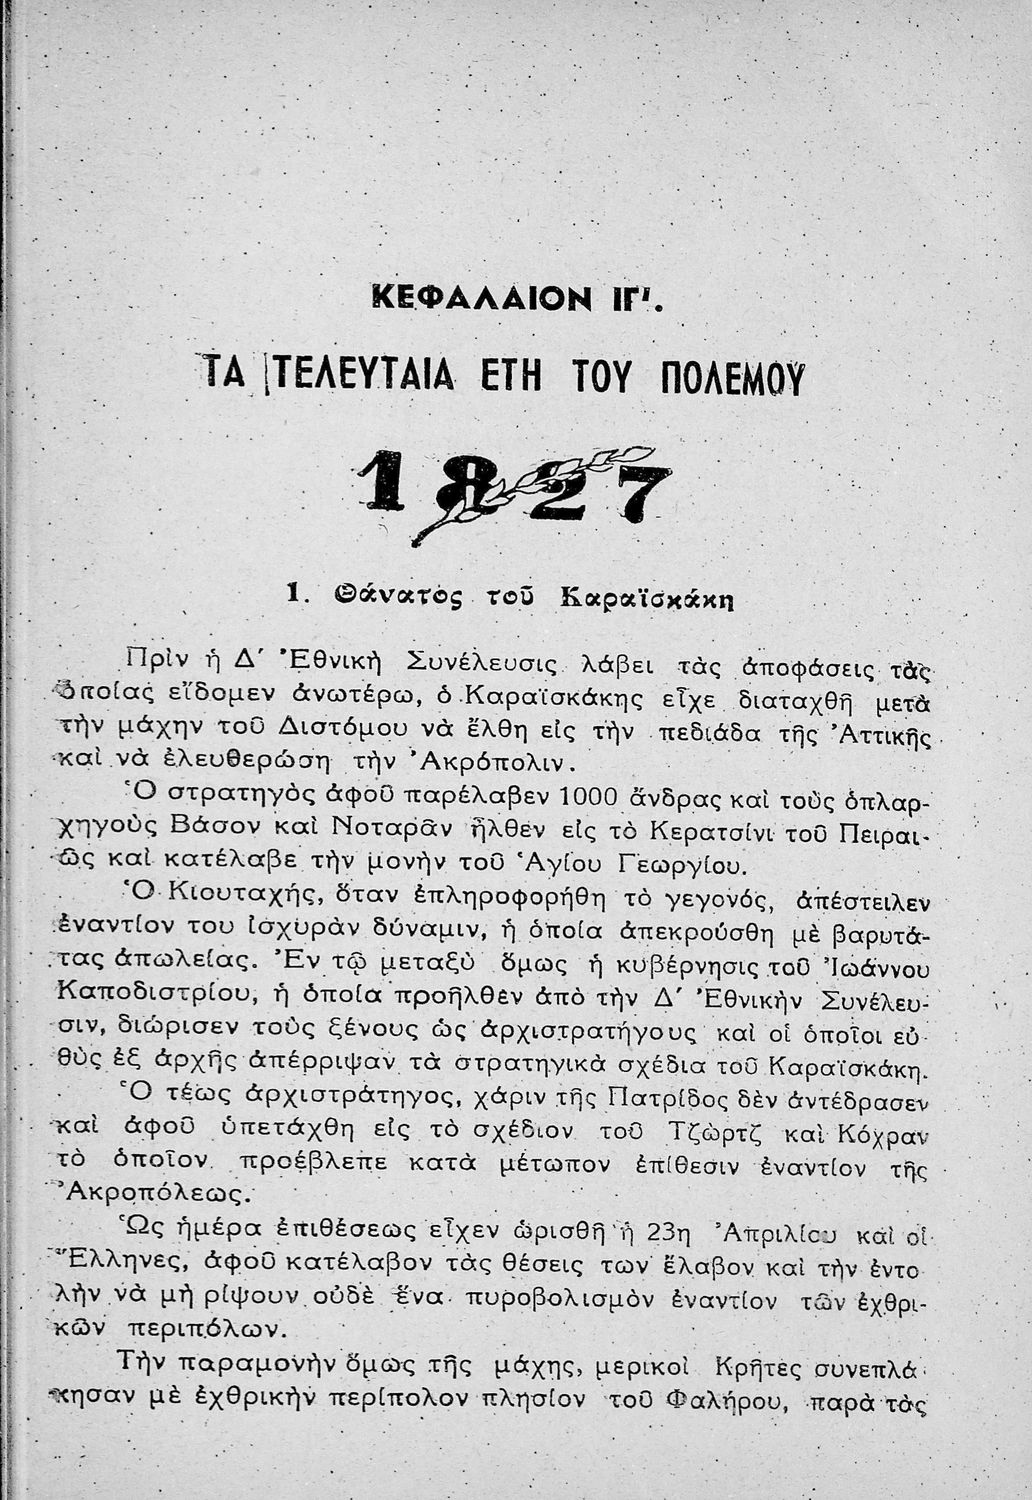 ΚΕΦΑΛΑΙΟΝ ΙΓ'.
ΤΑ ΤΕΛΕΥΤΑΙΑ ΕΤΗ ΤΟΥ ΠΟΛΕΜΟΥ
1827
1. Θάνατος τοῦ Καραϊσκάκη
Πρὶν ἡ Δ΄ Ἐθνικὴ Συνέλευσις λάβει τὰς ἀποφάσεις τὰς
ὁποίας εἴδομεν ἀνωτέρω, ὁ Καραϊσκάκης εἶχε διαταχθῆ μετὰ
τὴν μάχην τοῦ Διστόμου νὰ ἔλθη εἰς τὴν πεδιάδα τῆς Ἀττικῆς
καὶ νὰ ἐλευθερώση τὴν Ἀκρόπολιν.
Ὁ στρατηγὸς ἀφοῦ παρέλαβεν 1000 ἄνδρας καὶ τοὺς ὁπλαρ-
χηγοὺς Βάσον καὶ Νοταρᾶν ἦλθεν εἰς τὸ Κερατσίνι τοῦ Πειραι-
ῶς καὶ κατέλαβε τὴν μονὴν τοῦ Ἁγίου Γεωργίου.
Ὁ Κιουταχής, ὅταν ἐπληροφορήθη τὸ γεγονός, ἀπέστειλεν
ἐναντίον του ἰσχυρὰν δύναμιν, ἡ ὁποία ἀπεκρούσθη μὲ βαρυτά-
τας ἀπωλείας. Ἐν τῷ μεταξὺ ὅμως ἡ κυβέρνησις τοῦ Ἰωάννου
Καποδιστρίου, ἡ ὁποία προῆλθεν ἀπὸ τὴν Δ΄ Ἐθνικὴν Συνέλευ-
σιν, διώρισεν τοὺς ξένους ὡς ἀρχιστρατήγους καὶ οἱ ὁποῖοι εὐ-
θὺς ἐξ ἀρχῆς ἀπέρριψαν τὰ στρατηγικὰ σχέδια τοῦ Καραϊσκάκη.
Ὁ τέως ἀρχιστράτηγος, χάριν τῆς Πατρίδος δὲν ἀντέδρασεν
καὶ ἀφοῦ ὑπετάχθη εἰς τὸ σχέδιον τοῦ Τζὼρτζ καὶ Κόχραν
τὸ ὁποῖον προέβλεπε κατὰ μέτωπον ἐπίθεσιν ἐναντίον τῆς
Ἀκροπόλεως.
Ὡς ἡμέρα ἐπιθέσεως εἶχεν ὡρισθῆ ἡ 23η Ἀπριλίου καὶ οἱ
Ἕλληνες, ἀφοῦ κατέλαβον τὰς θέσεις των ἔλαβον καὶ τὴν ἐντο
λὴν νὰ μὴ ρίψουν οὐδὲ ἕνα πυροβολισμὸν ἐναντίον τῶν ἐχθρι-
κῶν περιπόλων.
Τὴν παραμονὴν ὅμως τῆς μάχης, μερικοὶ Κρῆτες συνεπλά
κησαν μὲ ἐχθρικὴν περίπολον πλησίον τοῦ Φαλήρου, παρὰ τὰς